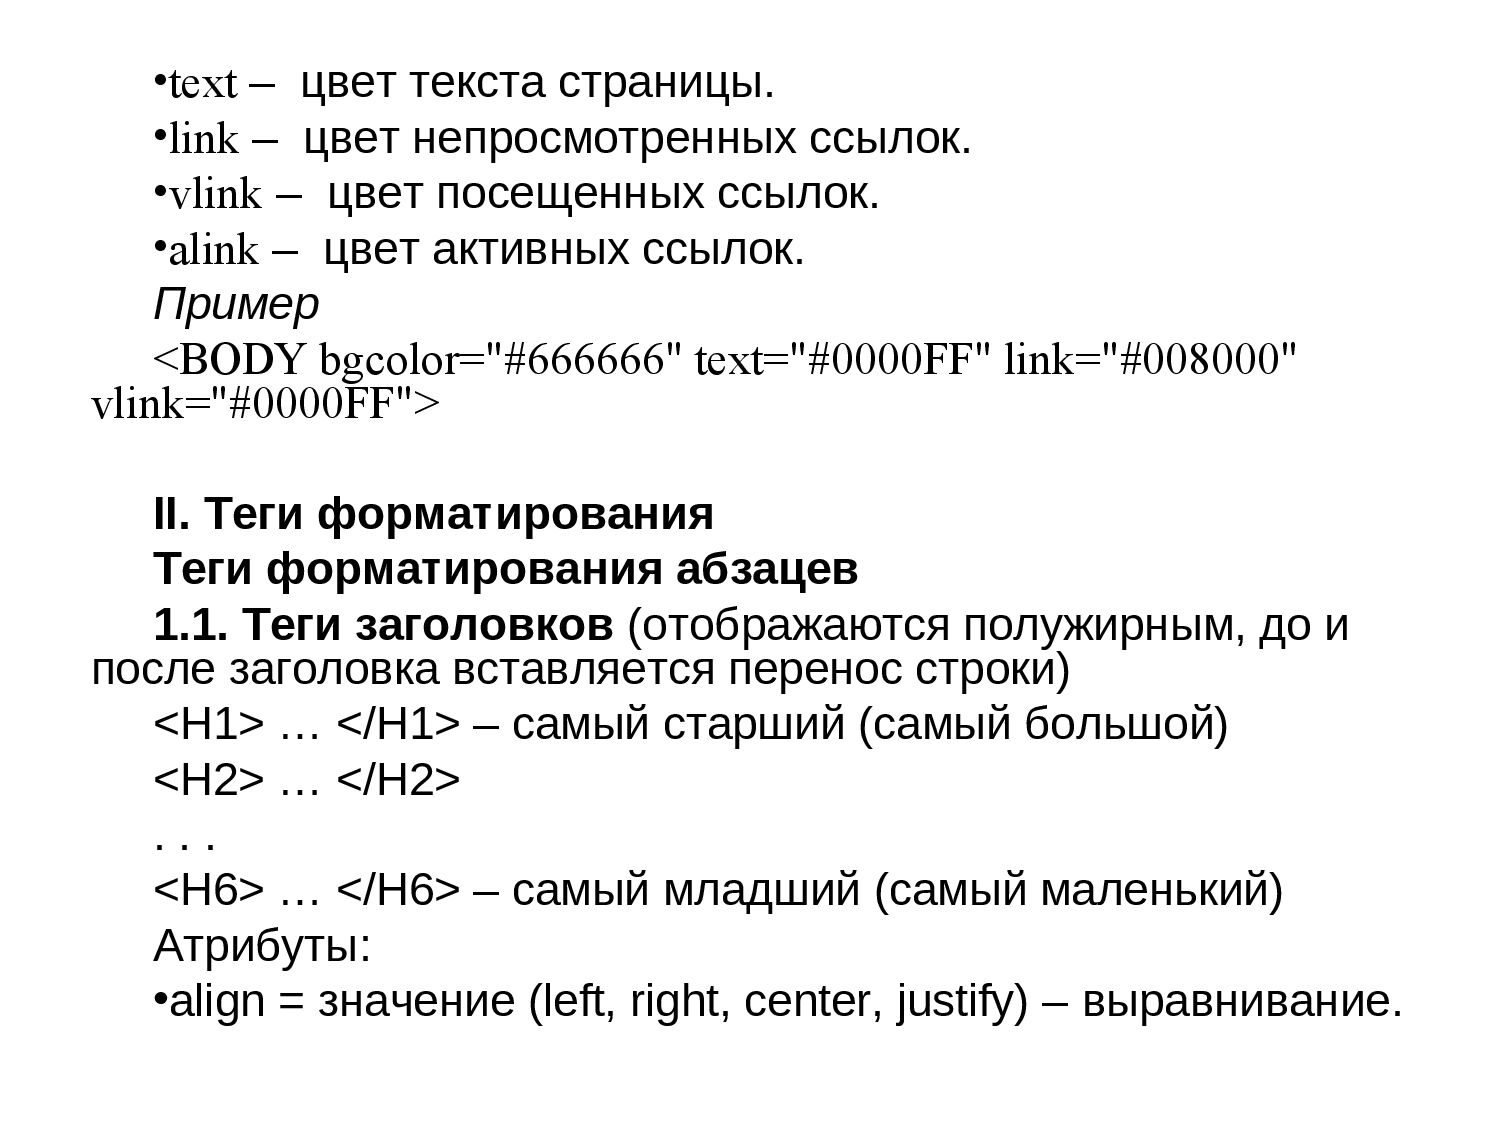 •text –  цвет текста страницы.
•link –  цвет непросмотренных ссылок.
•vlink –  цвет посещенных ссылок.
•alink –  цвет активных ссылок.
Пример
<BODY bgcolor="#666666" text="#0000FF" link="#008000"
vlink="#0000FF">
II. Теги форматирования
Теги форматирования абзацев
1.1. Теги заголовков (отображаются полужирным, до и
после заголовка вставляется перенос строки)
<H1> … </H1> – самый старший (самый большой)
<H2> … </H2>
. . .
<H6> … </H6> – самый младший (самый маленький)
Атрибуты:
•align = значение (left, right, center, justify) – выравнивание.